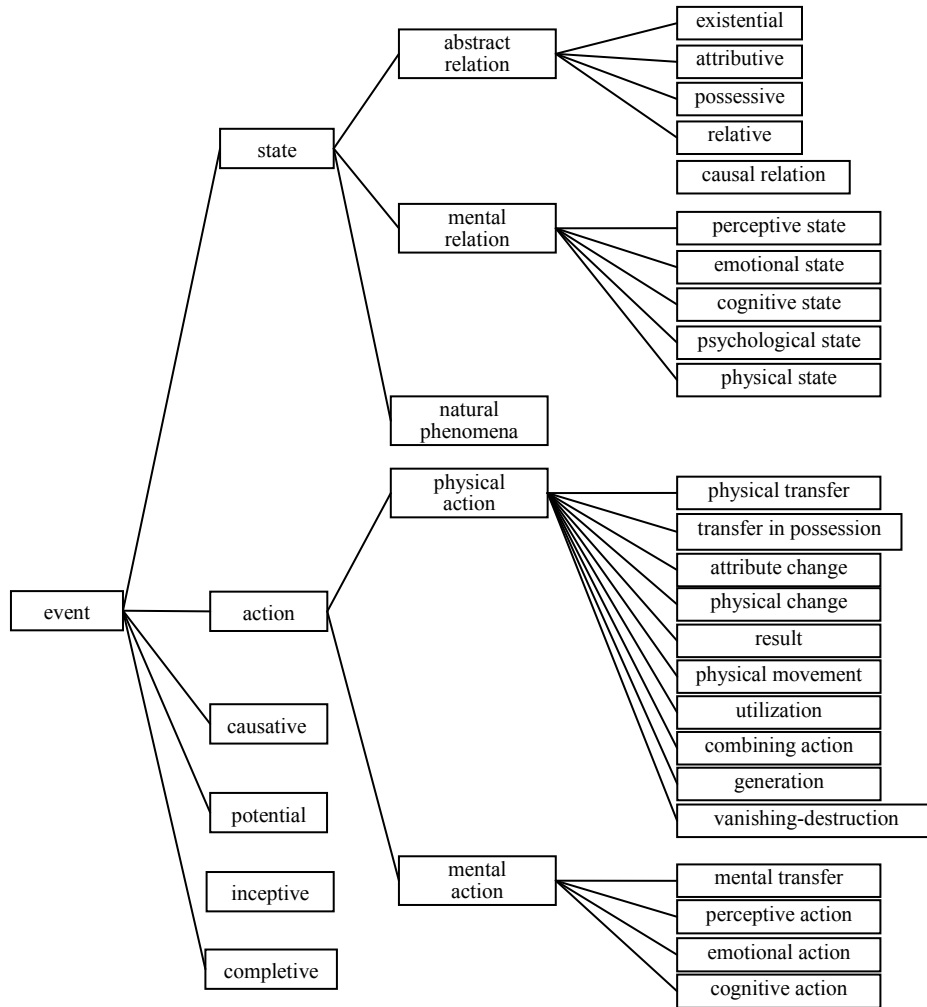 existential
abstract
relation
attributive
possessive
relative
state
causal relation
mental
relation
perceptive state
emotional state
cognitive state
psychological state
physical state
natural
phenomena
physical
action
physical transfer
transfer in possession
attribute change
physical change
event
action
result
physical movement
utilization
causative
combining action
generation
potential
vanishing-destruction
mental
action
mental transfer
inceptive
perceptive action
emotional action
completive
cognitive action